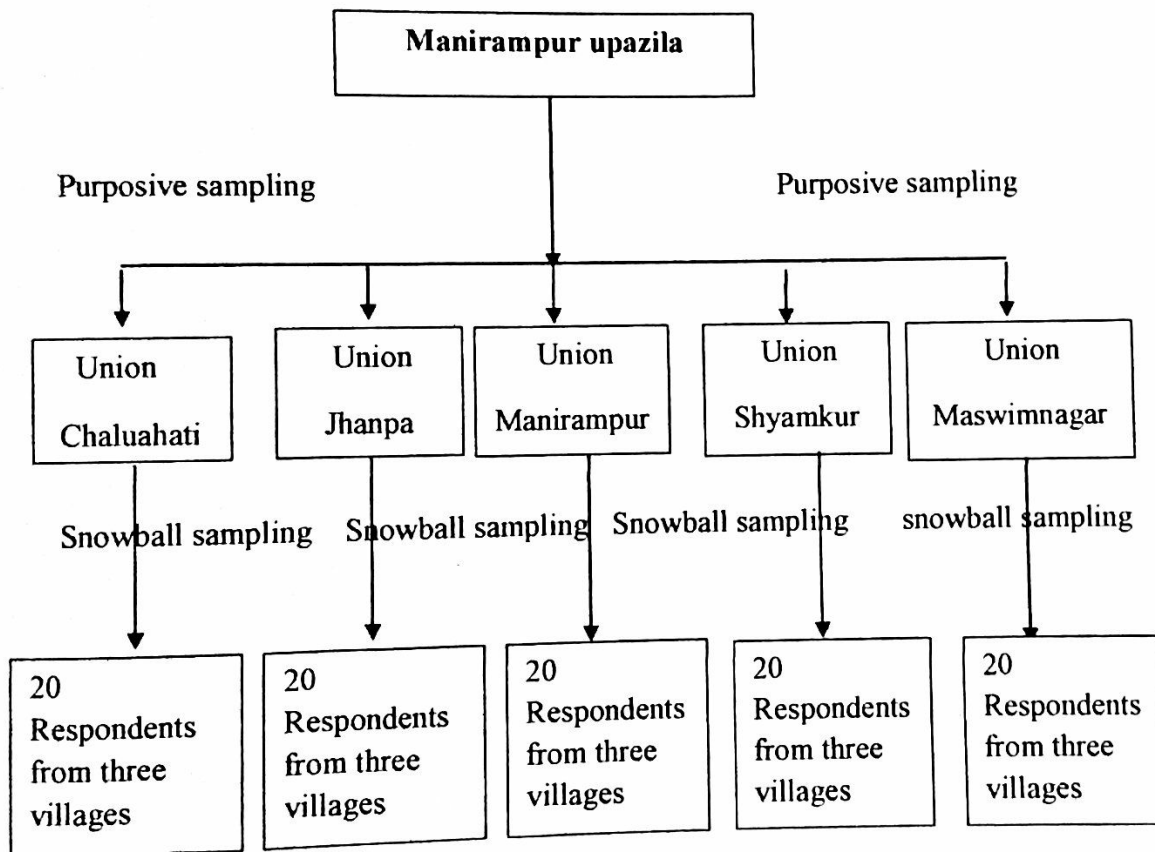 Manirampur upazila
Purposive sampling
Purposive sampling
Union
Chaluahati
Union
Jhanpa
Union
Manirampur
Union
Shyamkur
Union
Maswimnagar
Snowball sampling
Snowball sampling
Snowball sampling
snowball sampling
20
Respondents
from three
villages
20
Respondents
from three
villages
20
Respondents
from three
villages
20
Respondents
from three
villages
20
Respondents
from three
villages